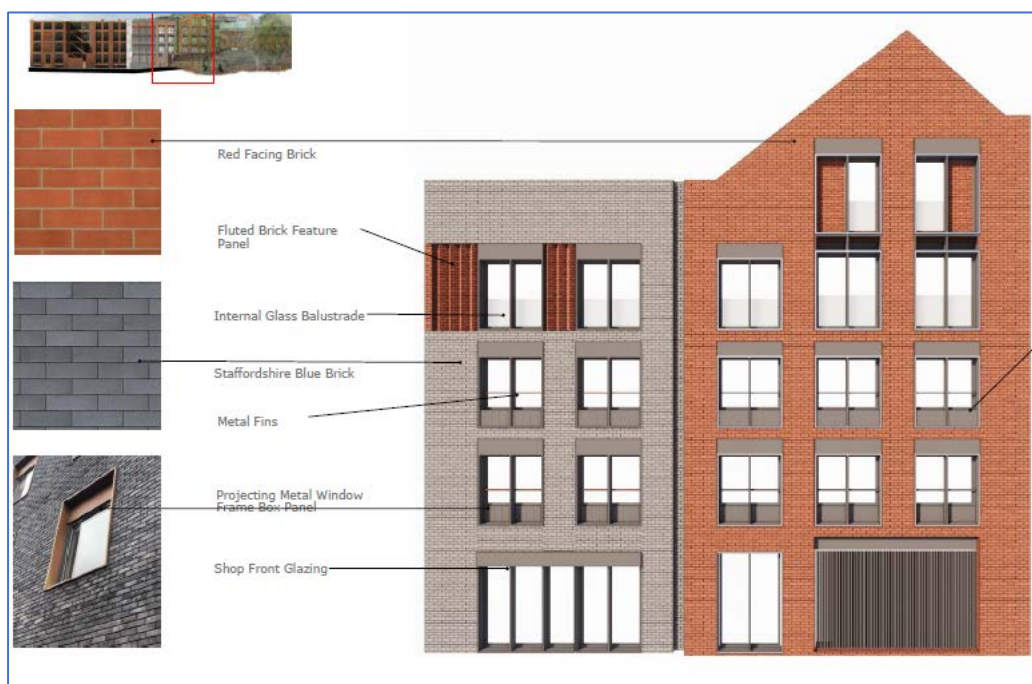 Red Facing Brick
Fluted Brick Feature
Panel
Internal Glass Balustrade
Staffordshire Blue Brick
Metal Fins
Projecting Metal Window
Frame Box Panel
Shop Front Glazing